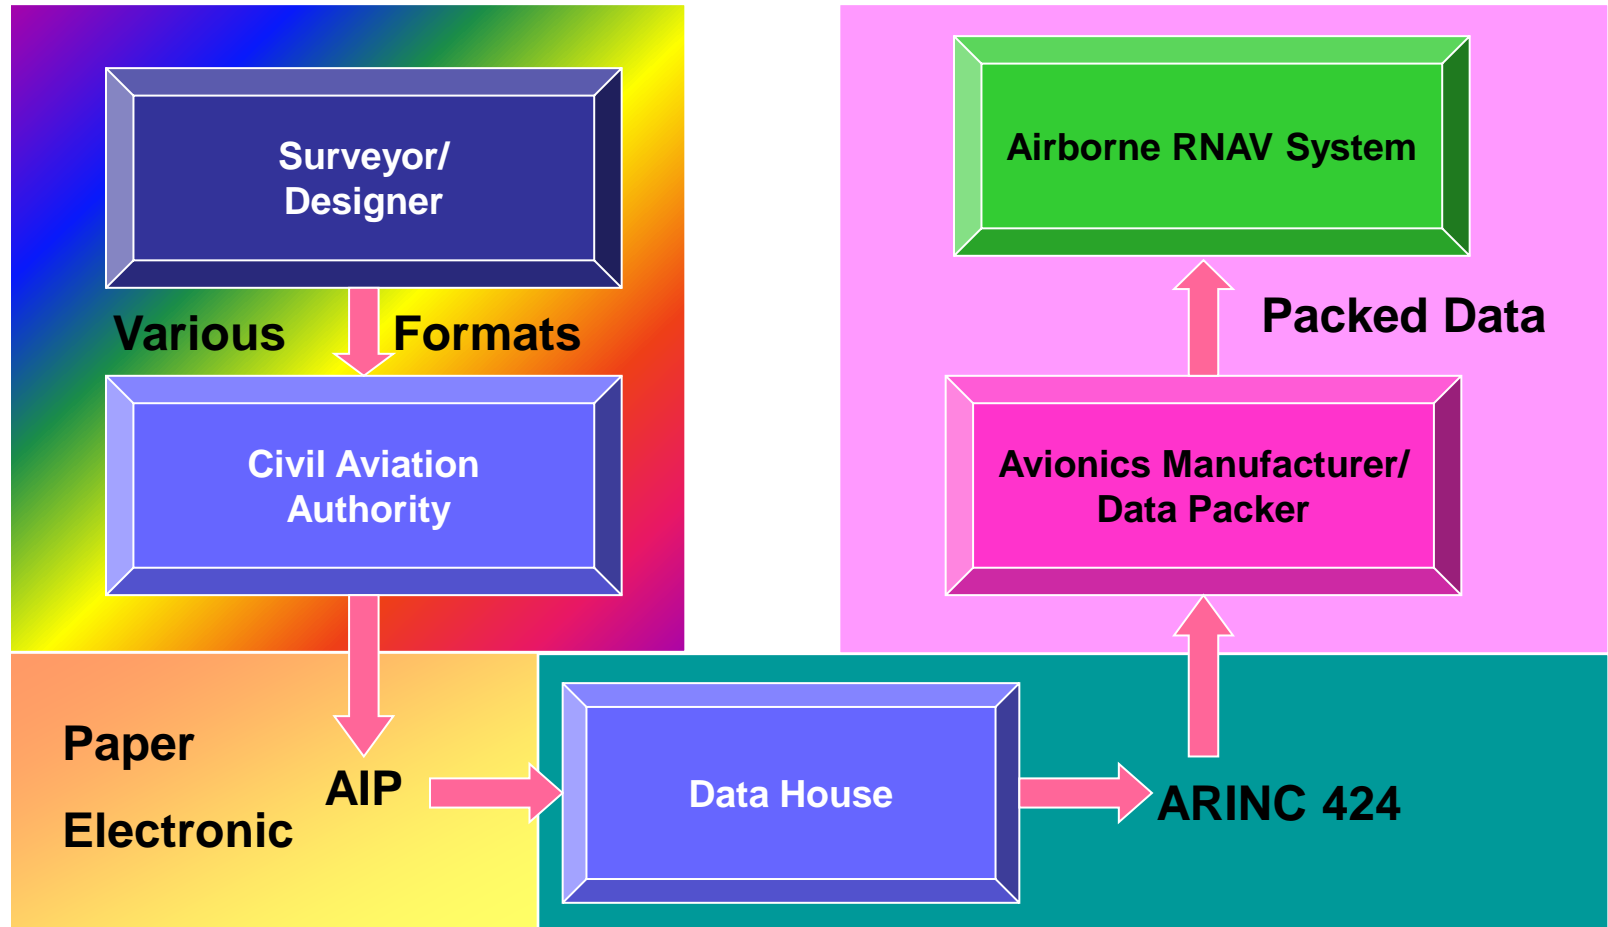 Surveyor/
Designer
Various Formats
Civil Aviation
Authority
Paper
Electronic
AIP
Data House
ARINC 424
Avionics Manufacturer/
Data Packer
Packed Data
Airborne RNAV System